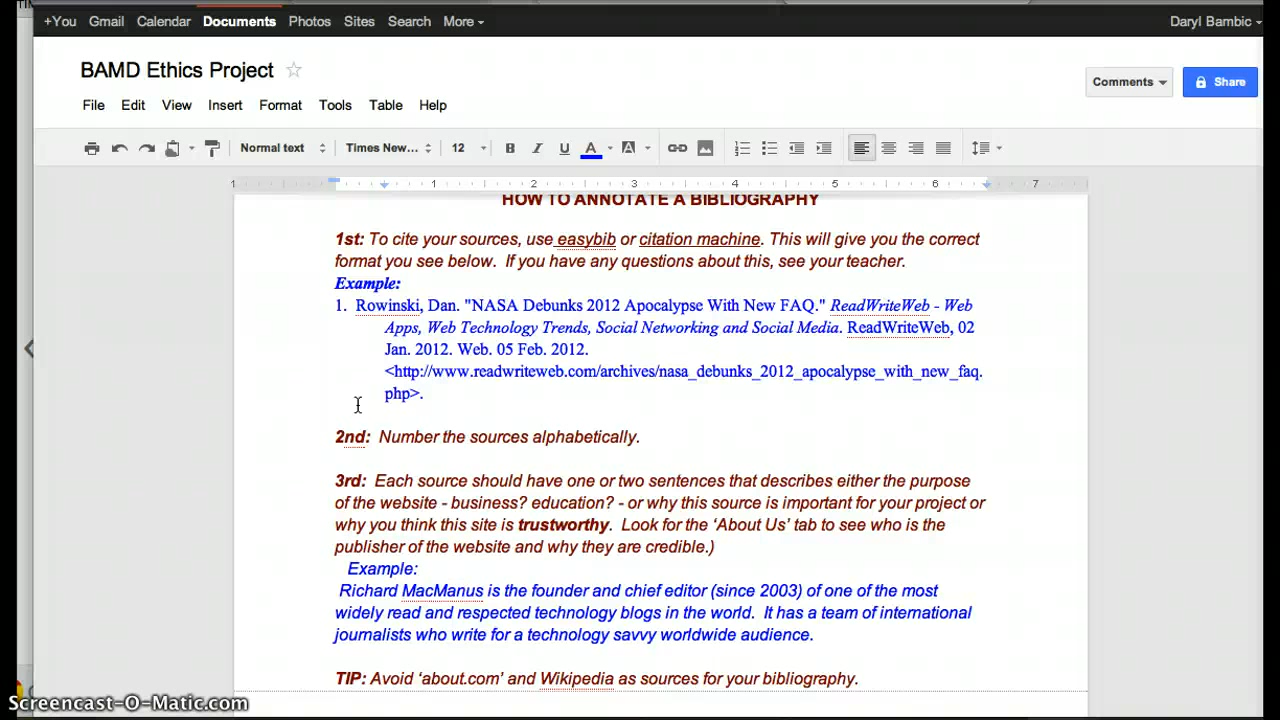 +You Gmail Calendar Documents Photos Sites Search More Daryl Bambic
BAMD Ethics Project
Comments Share
File Edit View Insert Format Tools Table Help
Normal text Times New... 12 B I U A A
1 1 2 3 4 5 6 7
HOW TO ANNOTATE A BIBLIOGRAPHY
1st: To cite your sources, use easybib or citation machine. This will give you the correct
format you see below. If you have any questions about this, see your teacher.
Example:
1. Rowinski, Dan. "NASA Debunks 2012 Apocalypse With New FAQ." ReadWriteWeb - Web
Apps, Web Technology Trends, Social Networking and Social Media. ReadWriteWeb, 02
Jan. 2012. Web. 05 Feb. 2012.
<http://www.readwriteweb.com/archives/nasa_debunks_2012_apocalypse_with_new_faq.
php>.
2nd: Number the sources alphabetically.
3rd: Each source should have one or two sentences that describes either the purpose
of the website - business? education? - or why this source is important for your project or
why you think this site is trustworthy. Look for the ‘About Us’ tab to see who is the
publisher of the website and why they are credible.)
Example:
Richard MacManus is the founder and chief editor (since 2003) of one of the most
widely read and respected technology blogs in the world. It has a team of international
journalists who write for a technology savvy worldwide audience.
TIP: Avoid ‘about.com’ and Wikipedia as sources for your bibliography.
Screencast-O-Matic.com